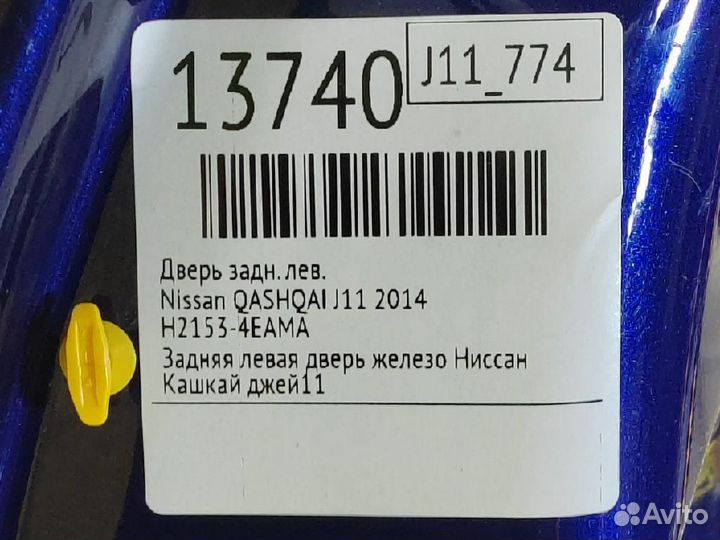 13740
J11_774
Дверь задн.лев.
Nissan QASHQAI J11 2014
H2153-4EAMA
Задняя левая дверь железо Ниссан
Кашкай джей11
Avito